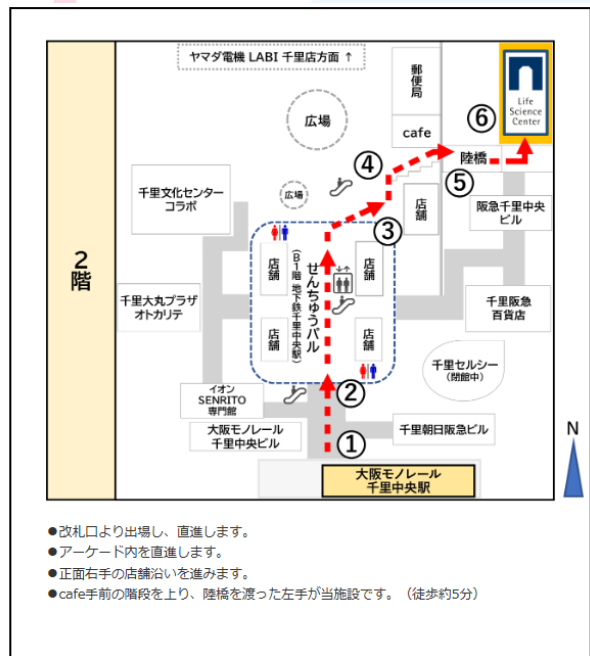 2階
ヤマダ電機 LABI 千里店方面 ↑
郵便局
cafe
広場
Life
Science
Center
⑥
④
陸橋
⑤
広場
千里文化センター
コラボ
店舗
阪急千里中央
ビル
③
店舗
せんちゅうパル
(B1階 地下鉄千里中央駅)
店舗
千里大丸プラザ
オトカリテ
千里阪急
百貨店
店舗
店舗
千里セルシー
(閉館中)
イオン
SENRITO
専門館
②
大阪モノレール
千里中央ビル
①
千里朝日阪急ビル
N
大阪モノレール
千里中央駅
●改札口より出場し、直進します。
●アーケード内を直進します。
●正面右手の店舗沿いを進みます。
●cafe手前の階段を上り、陸橋を渡った左手が当施設です。（徒歩約5分）